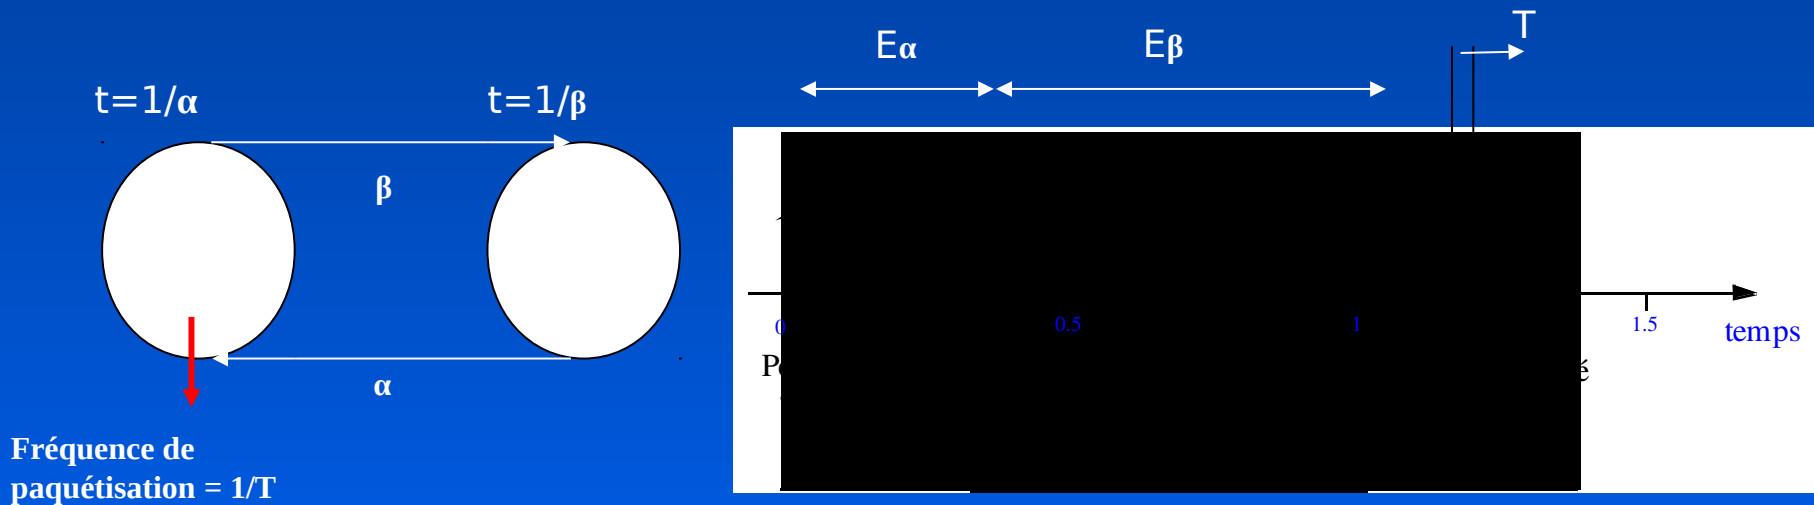 t=1/α
t=1/β
β
α
Fréquence de
paquétisation = 1/T
Eα
Eβ
T
0
0.5
1
1.5
temps